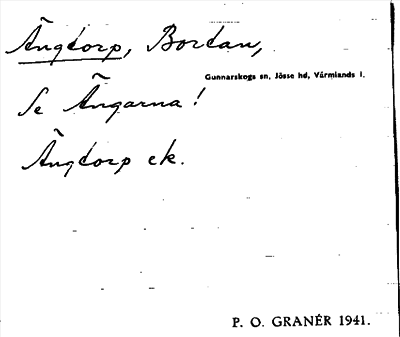 Ängtorp, Bortan,
Gunnarskogs sn, Jösse hd, Värmlands l.
Se Ängarna!
Ängtorp ek.
P. O. GRANÉR 1941.